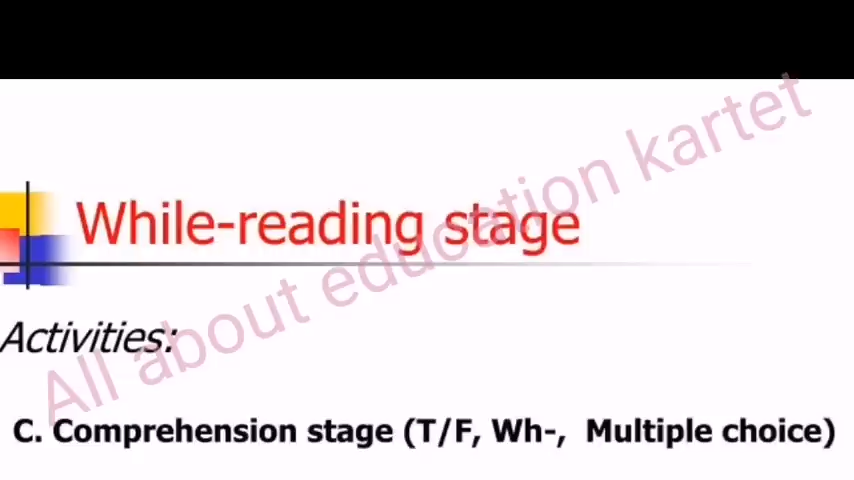 While-reading stage
All about education kartet
Activities:
C. Comprehension stage (T/F, Wh-, Multiple choice)